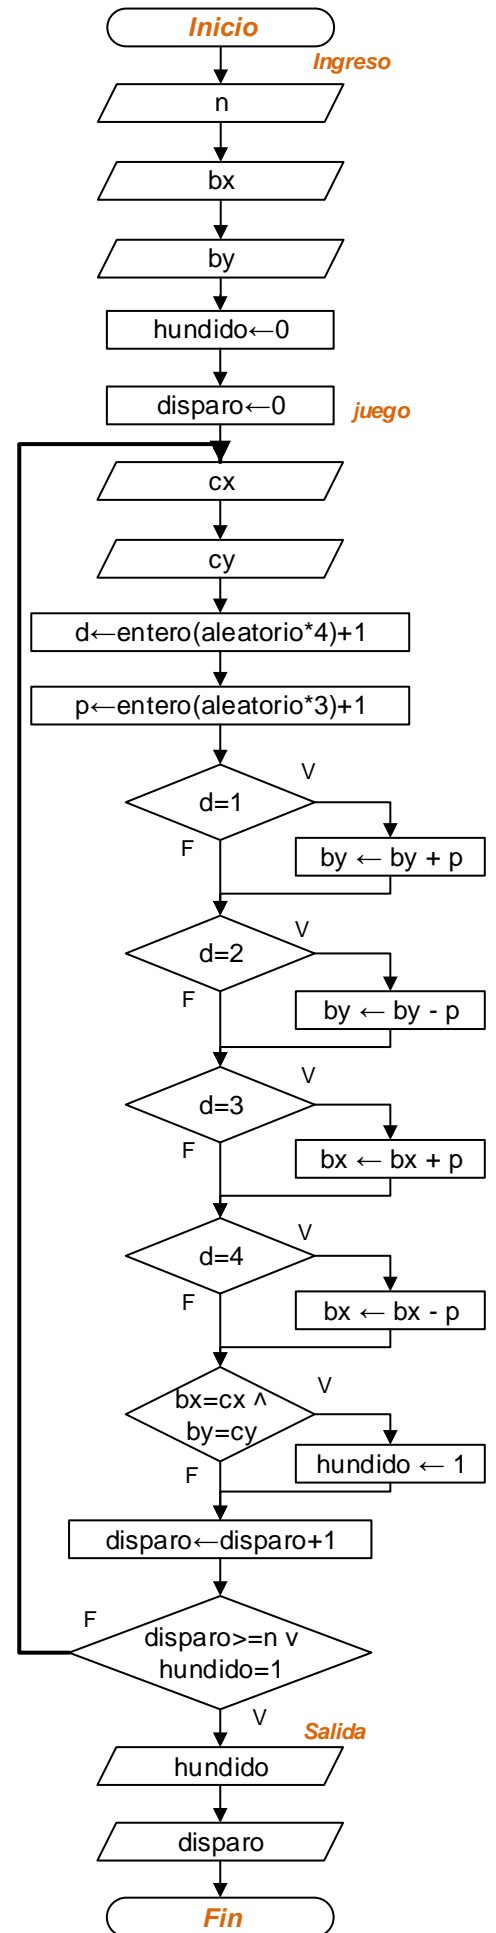 Inicio
Ingreso
n
bx
by
hundido←0
disparo←0
juego
cx
cy
d←entero(aleatorio*4)+1
p←entero(aleatorio*3)+1
V
d=1
F
by ← by + p
V
d=2
F
by ← by - p
V
d=3
F
bx ← bx + p
V
d=4
F
bx ← bx - p
V
bx=cx ^
by=cy
F
hundido ← 1
disparo←disparo+1
F
disparo>=n v
hundido=1
V
Salida
hundido
disparo
Fin